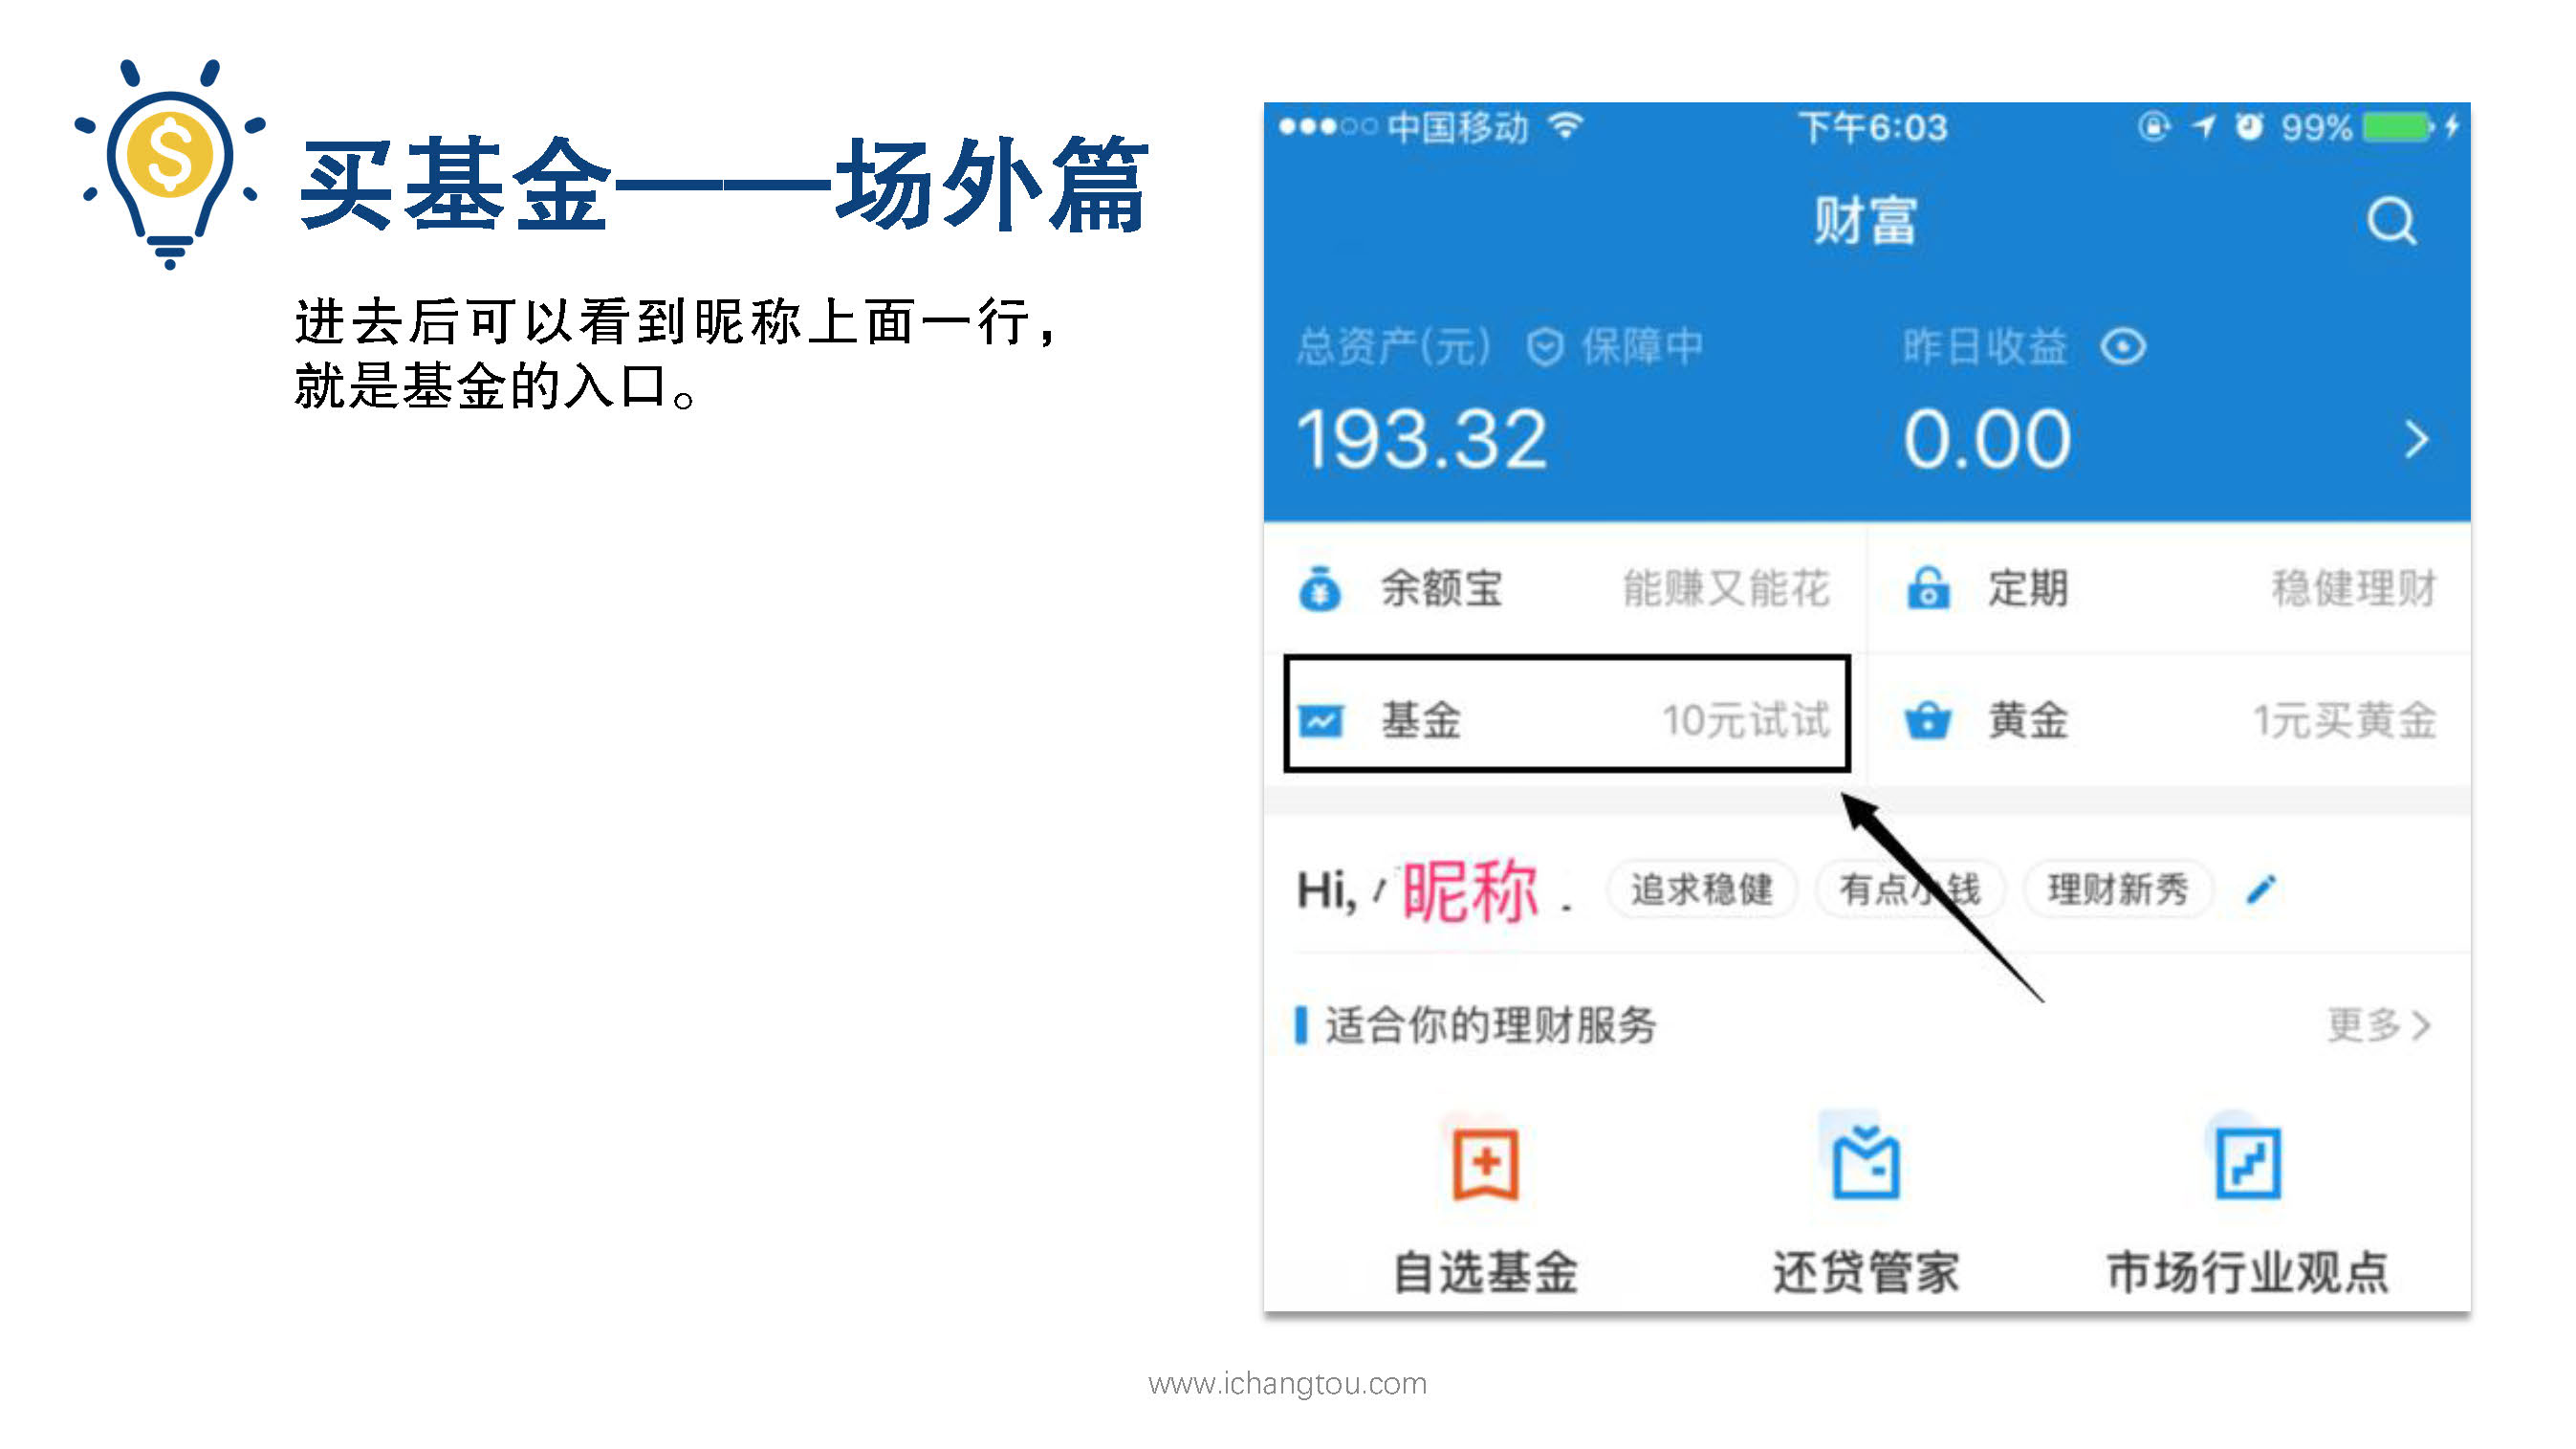 买基金——场外篇
进去后可以看到昵称上面一行，
就是基金的入口。
中国移动 下午6:03 99%
财富
总资产(元) 保障中 昨日收益
193.32 0.00
余额宝 能赚又能花 定期 稳健理财
基金 10元试试 黄金 1元买黄金
Hi, 昵称 追求稳健 有点小钱 理财新秀
适合你的理财服务 更多
自选基金 还贷管家 市场行业观点
www.ichangtou.com